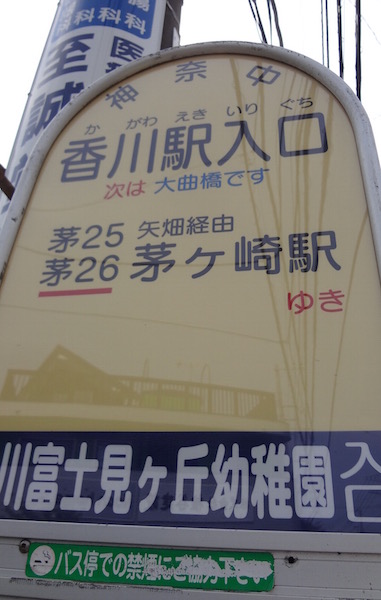 腸
科科
医
至誠
神奈中
かがわえきいりぐち
香川駅入口
次は 大曲橋です
茅25 矢畑経由
茅26 茅ヶ崎駅
ゆき
川富士見ヶ丘幼稚園
バス停での禁煙にご協力下さい